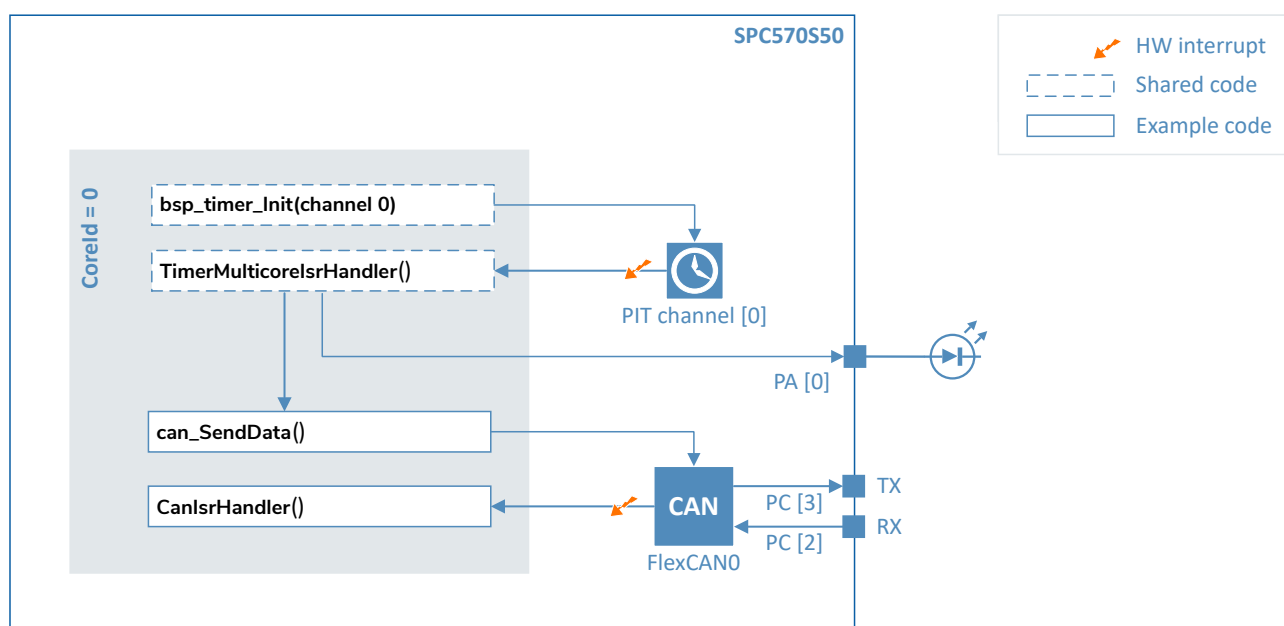 SPC570S50
HW interrupt
Shared code
Example code
CoreId = 0
bsp_timer_Init(channel 0)
TimerMulticoreIsrHandler()
PIT channel [0]
PA [0]
can_SendData()
CanIsrHandler()
CAN
FlexCAN0
PC [3]
TX
PC [2]
RX